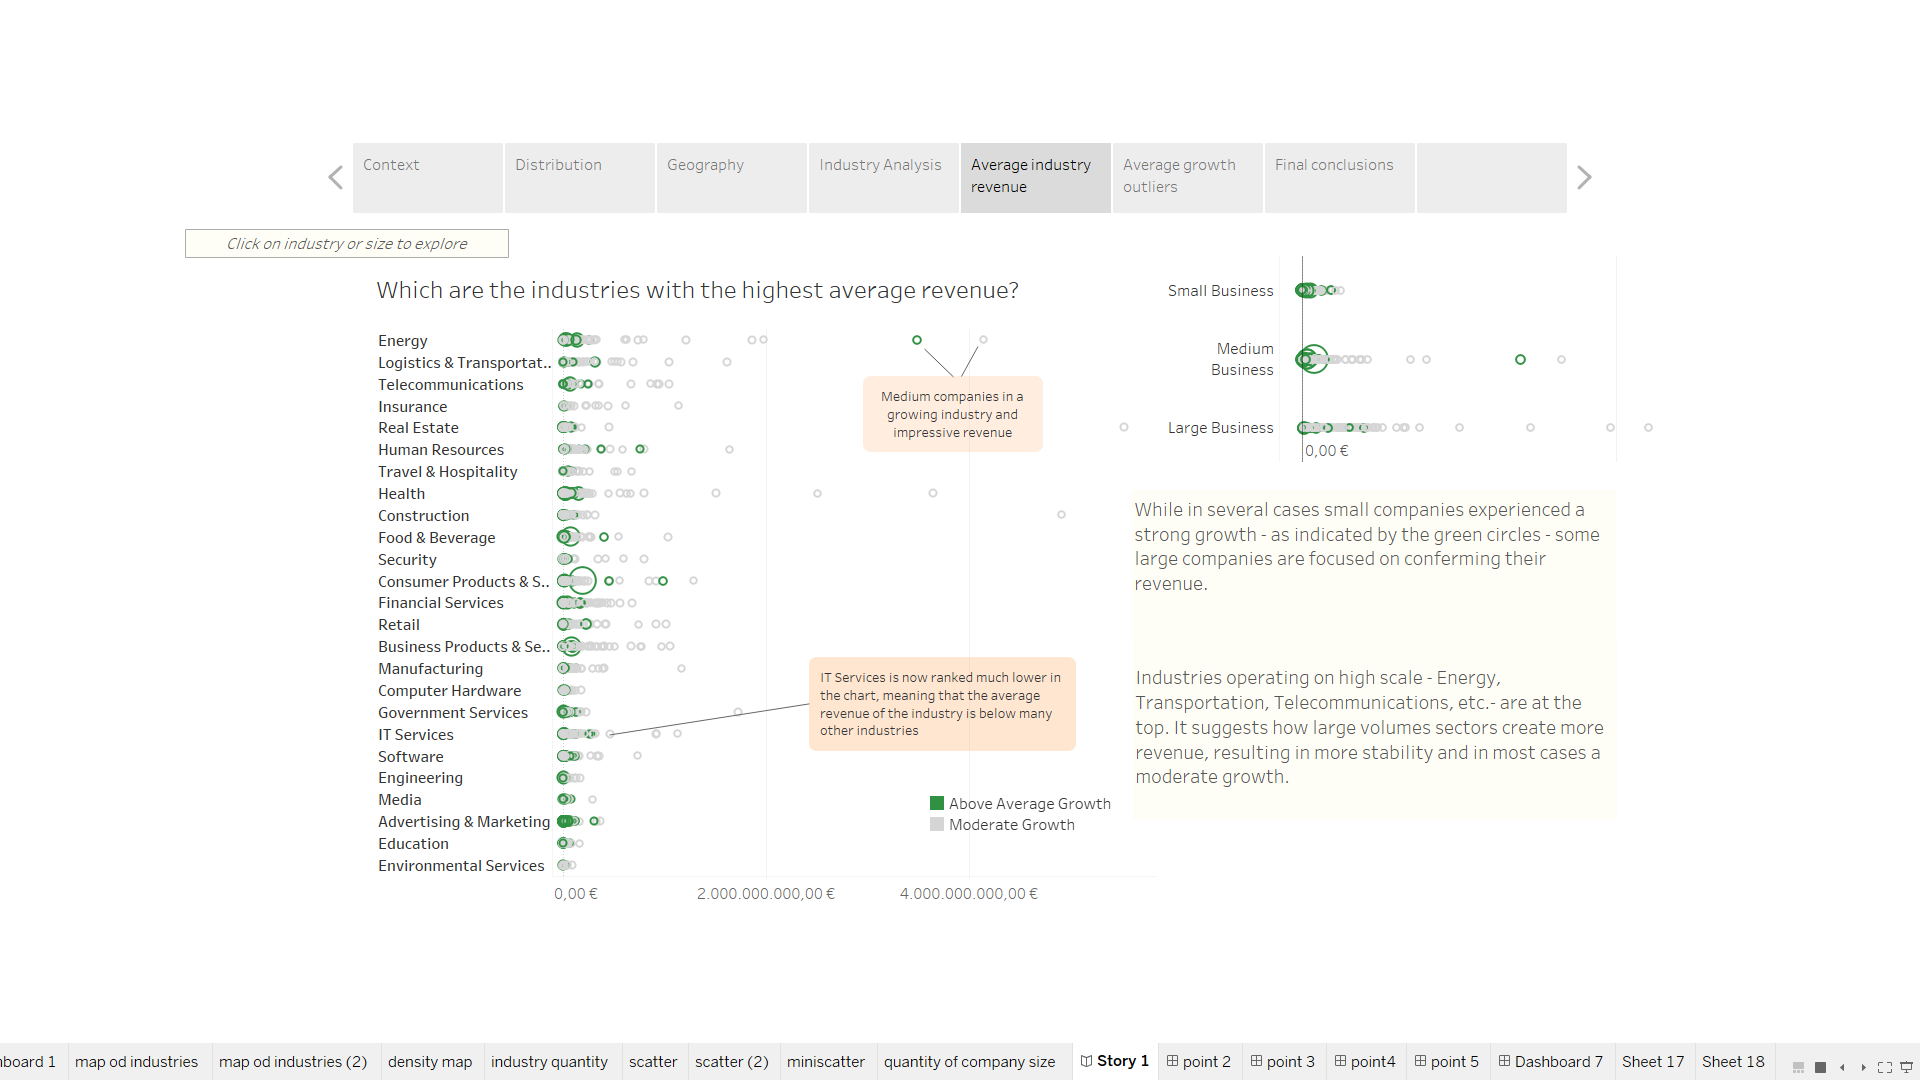 Context
Distribution
Geography
Industry Analysis
Average industry
revenue
Average growth
outliers
Final conclusions
Click on industry or size to explore
Which are the industries with the highest average revenue?
Energy
Logistics & Transportat..
Telecommunications
Insurance
Real Estate
Human Resources
Travel & Hospitality
Health
Construction
Food & Beverage
Security
Consumer Products & S..
Financial Services
Retail
Business Products & Se..
Manufacturing
Computer Hardware
Government Services
IT Services
Software
Engineering
Media
Advertising & Marketing
Education
Environmental Services
0,00 €
2.000.000.000,00 €
4.000.000.000,00 €
Medium companies in a
growing industry and
impressive revenue
IT Services is now ranked much lower in
the chart, meaning that the average
revenue of the industry is below many
other industries
Above Average Growth
Moderate Growth
Small Business
Medium
Business
Large Business
0,00 €
While in several cases small companies experienced a
strong growth - as indicated by the green circles - some
large companies are focused on conferming their
revenue.
Industries operating on high scale - Energy,
Transportation, Telecommunications, etc.- are at the
top. It suggests how large volumes sectors create more
revenue, resulting in more stability and in most cases a
moderate growth.
board 1
map od industries
map od industries (2)
density map
industry quantity
scatter
scatter (2)
miniscatter
quantity of company size
Story 1
point 2
point 3
point4
point 5
Dashboard 7
Sheet 17
Sheet 18